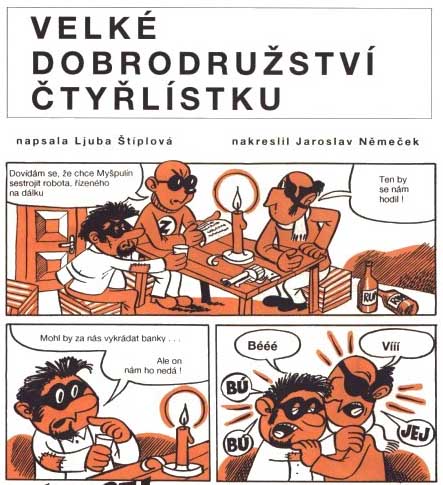 VELKÉ
DOBRODRUŽSTVÍ
ČTYŘLÍSTKU
napsala Ljuba Štíplová
nakreslil Jaroslav Němeček
Dovídám se, že chce Myšpulín
sestrojit robota, řízeného
na dálku
Ten by
se nám
hodil !
Z
RUM
Mohl by za nás vykrádat banky . . .
Ale on
nám ho nedá !
Bééé
Vííí
BÚ
BÚ
JEJ